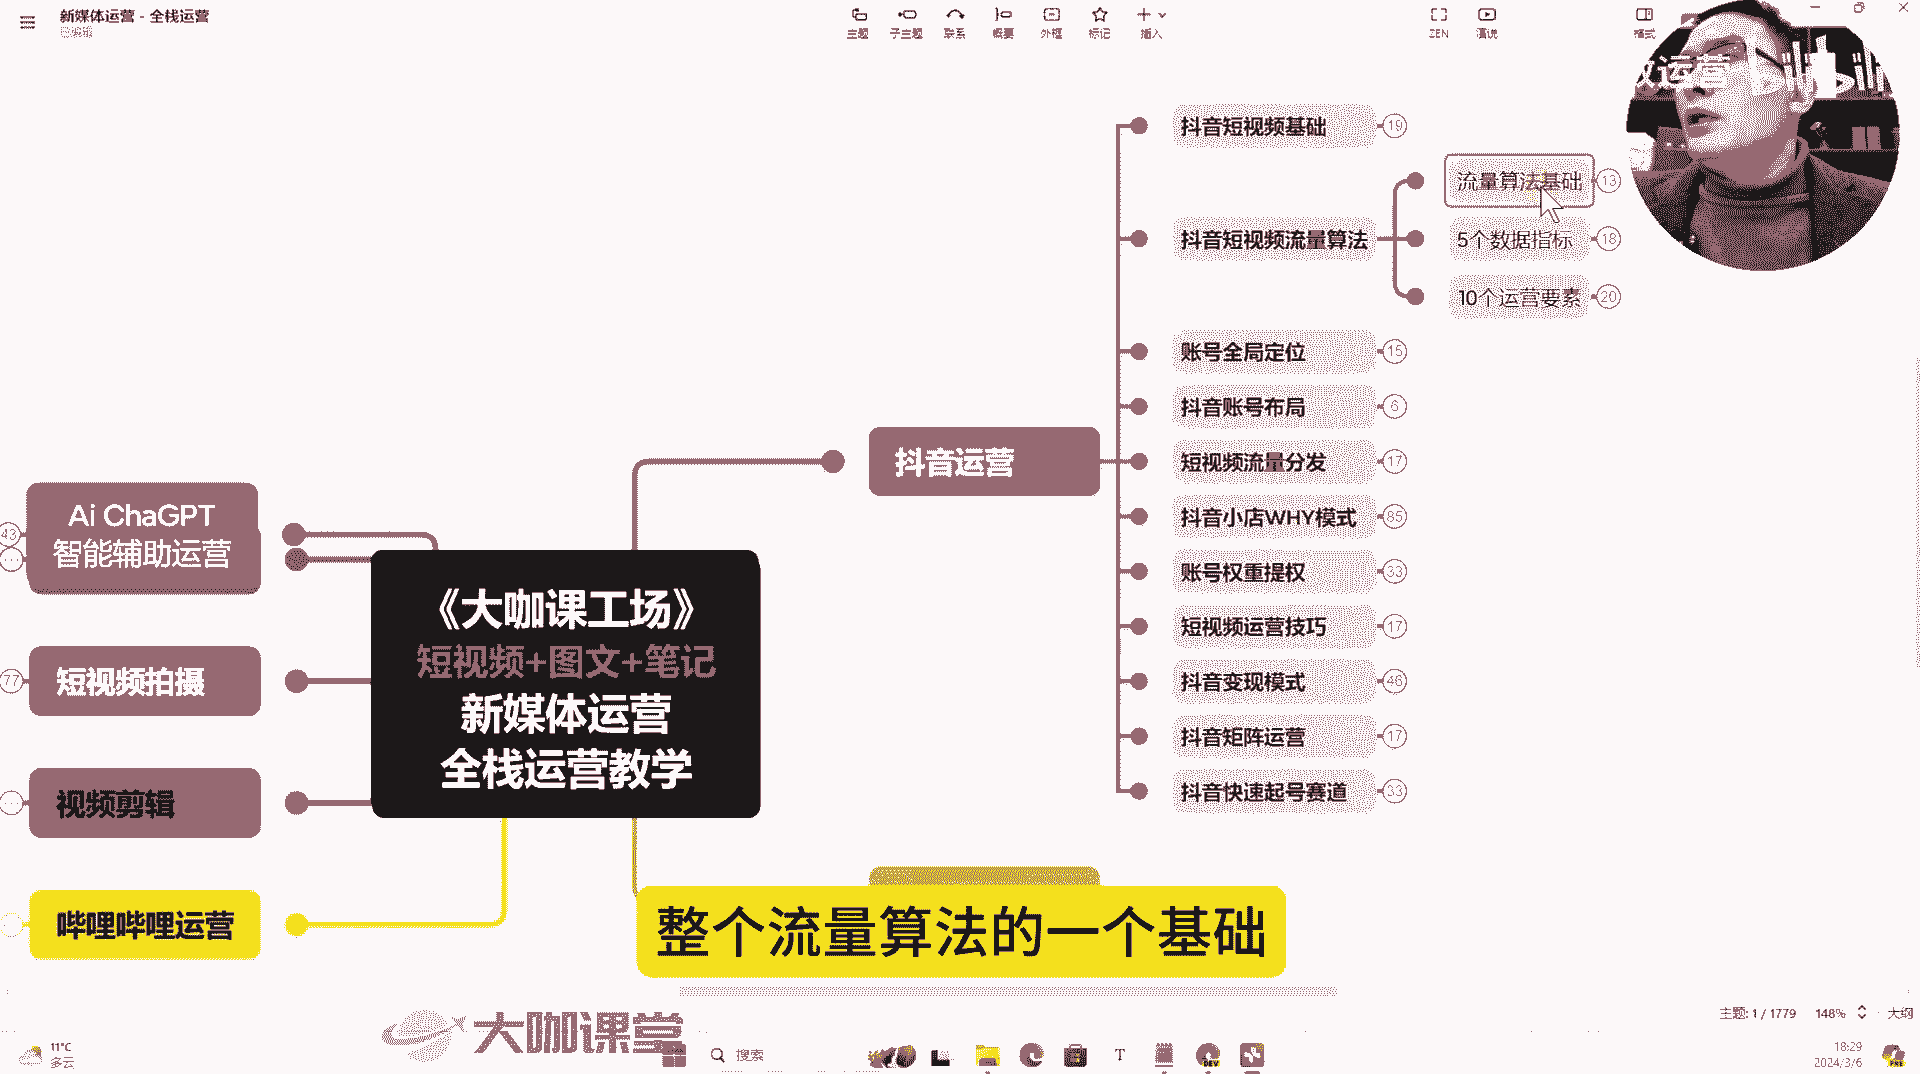 新媒体运营 - 全栈运营
已编辑
主题
子主题
联系
概要
外框
标记
插入
ZEN
演说
格式
抖音短视频基础
19
流量算法基础
13
抖音短视频流量算法
5个数据指标
18
10个运营要素
20
账号全局定位
15
抖音账号布局
6
抖音运营
短视频流量分发
17
抖音小店WHY模式
85
账号权重提权
33
短视频运营技巧
17
抖音变现模式
46
抖音矩阵运营
17
抖音快速起号赛道
33
Ai ChaGPT
智能辅助运营
43
短视频拍摄
77
视频剪辑
哔哩哔哩运营
《大咖课工场》
短视频+图文+笔记
新媒体运营
全栈运营教学
整个流量算法的一个基础
大咖课堂
主题: 1 / 1779
148%
大纲
11°C
多云
搜索
18:29
2024/3/6